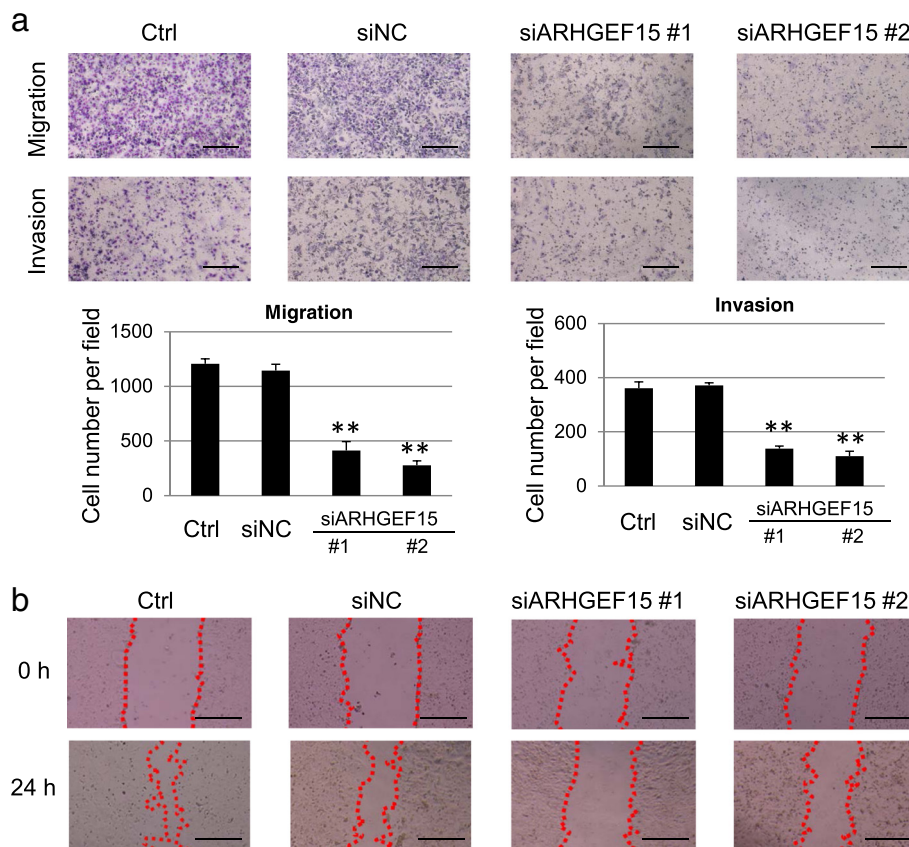 a
Ctrl siNC siARHGEF15 #1 siARHGEF15 #2
Migration
Invasion
Migration
Cell number per field
1500
1000
500
0
** **
Ctrl siNC siARHGEF15
#1 #2
Invasion
Cell number per field
600
400
200
0
** **
Ctrl siNC siARHGEF15
#1 #2
b
Ctrl siNC siARHGEF15 #1 siARHGEF15 #2
0 h
24 h